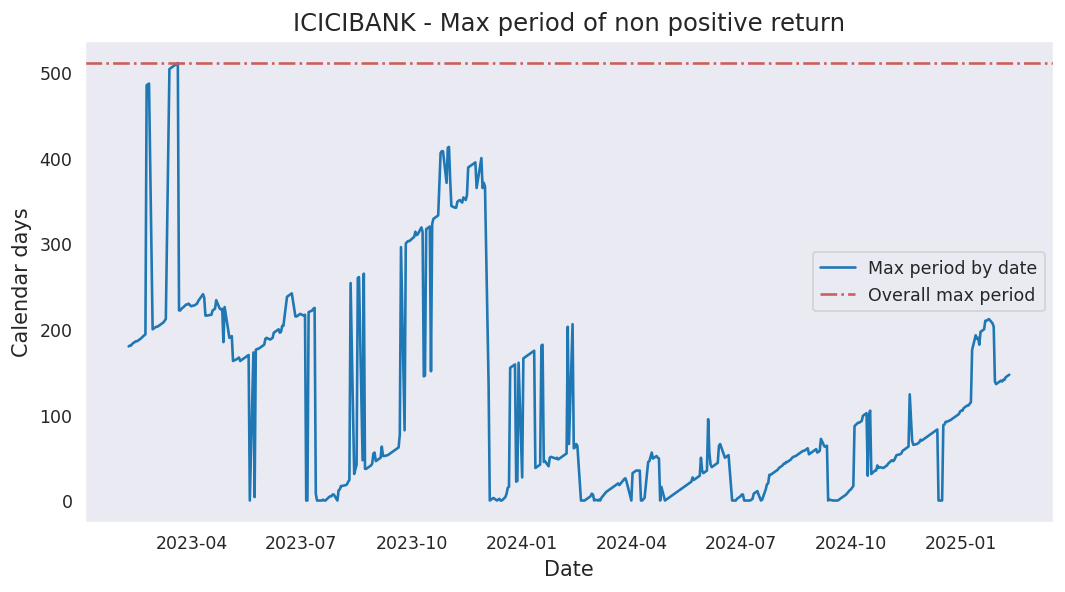 ICICIBANK - Max period of non positive return
Calendar days
500
400
300
200
100
0
Max period by date
Overall max period
2023-04
2023-07
2023-10
2024-01
2024-04
2024-07
2024-10
2025-01
Date